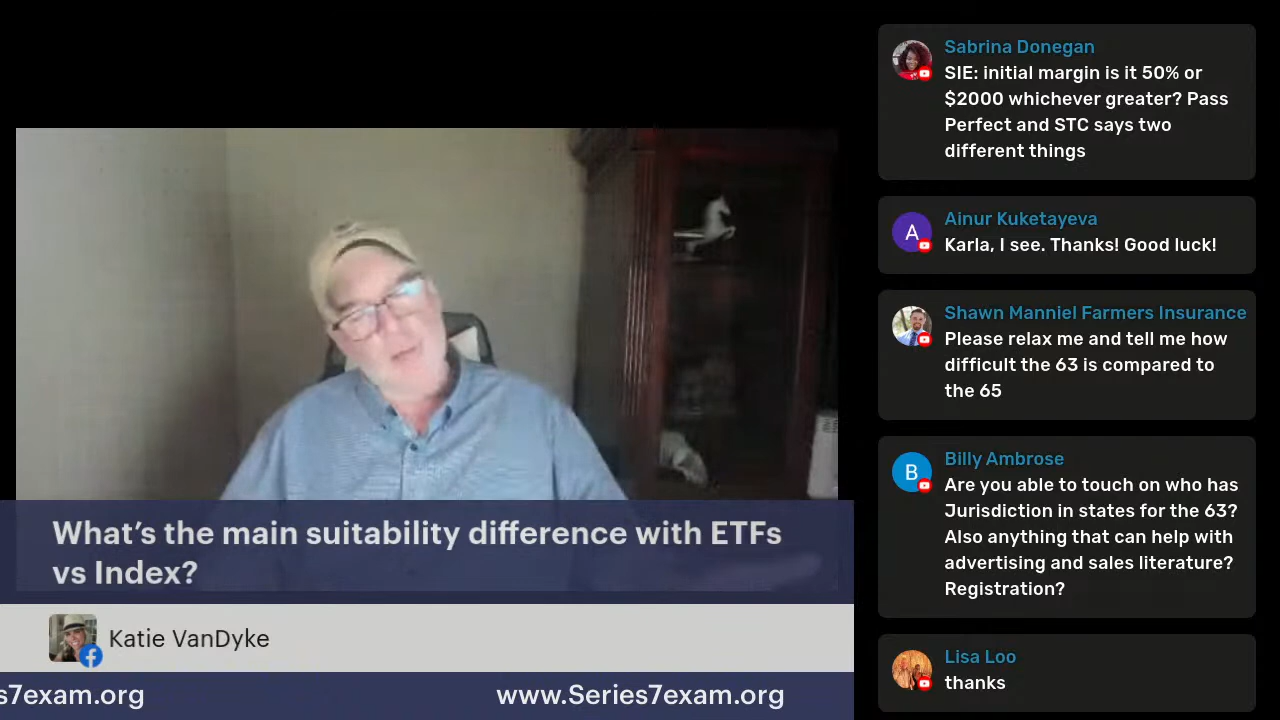 What's the main suitability difference with ETFs
vs Index?
Katie VanDyke
s7exam.org
www.Series7exam.org
Sabrina Donegan
SIE: initial margin is it 50% or
$2000 whichever greater? Pass
Perfect and STC says two
different things
A
Ainur Kuketayeva
Karla, I see. Thanks! Good luck!
Shawn Manniel Farmers Insurance
Please relax me and tell me how
difficult the 63 is compared to
the 65
B
Billy Ambrose
Are you able to touch on who has
Jurisdiction in states for the 63?
Also anything that can help with
advertising and sales literature?
Registration?
Lisa Loo
thanks